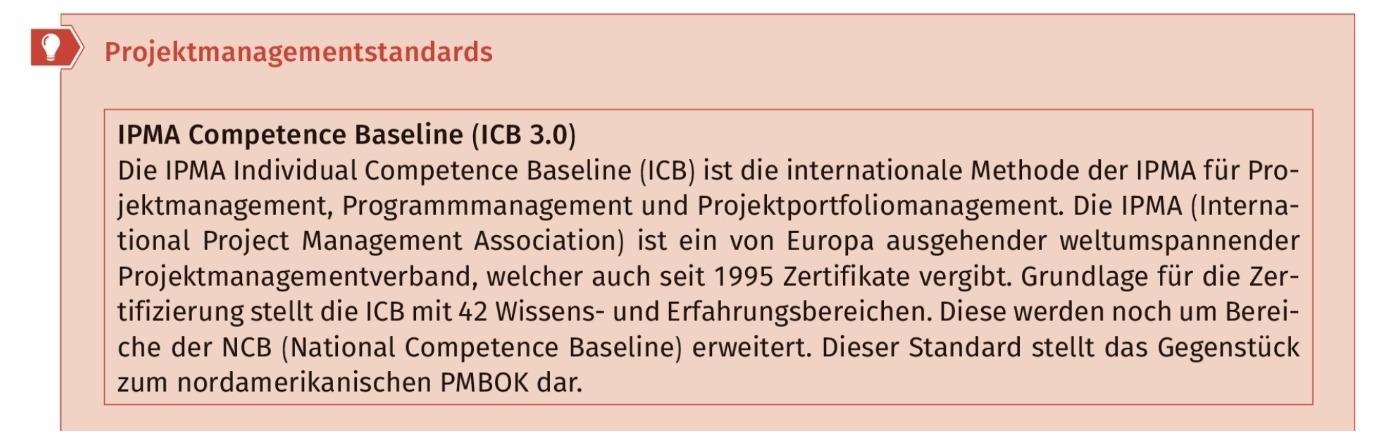 Projektmanagementstandards
IPMA Competence Baseline (ICB 3.0)
Die IPMA Individual Competence Baseline (ICB) ist die internationale Methode der IPMA für Pro-
jektmanagement, Programmmanagement und Projektportfoliomanagement. Die IPMA (Interna-
tional Project Management Association) ist ein von Europa ausgehender weltumspannender
Projektmanagementverband, welcher auch seit 1995 Zertifikate vergibt. Grundlage für die Zer-
tifizierung stellt die ICB mit 42 Wissens- und Erfahrungsbereichen. Diese werden noch um Berei-
che der NCB (National Competence Baseline) erweitert. Dieser Standard stellt das Gegenstück
zum nordamerikanischen PMBOK dar.